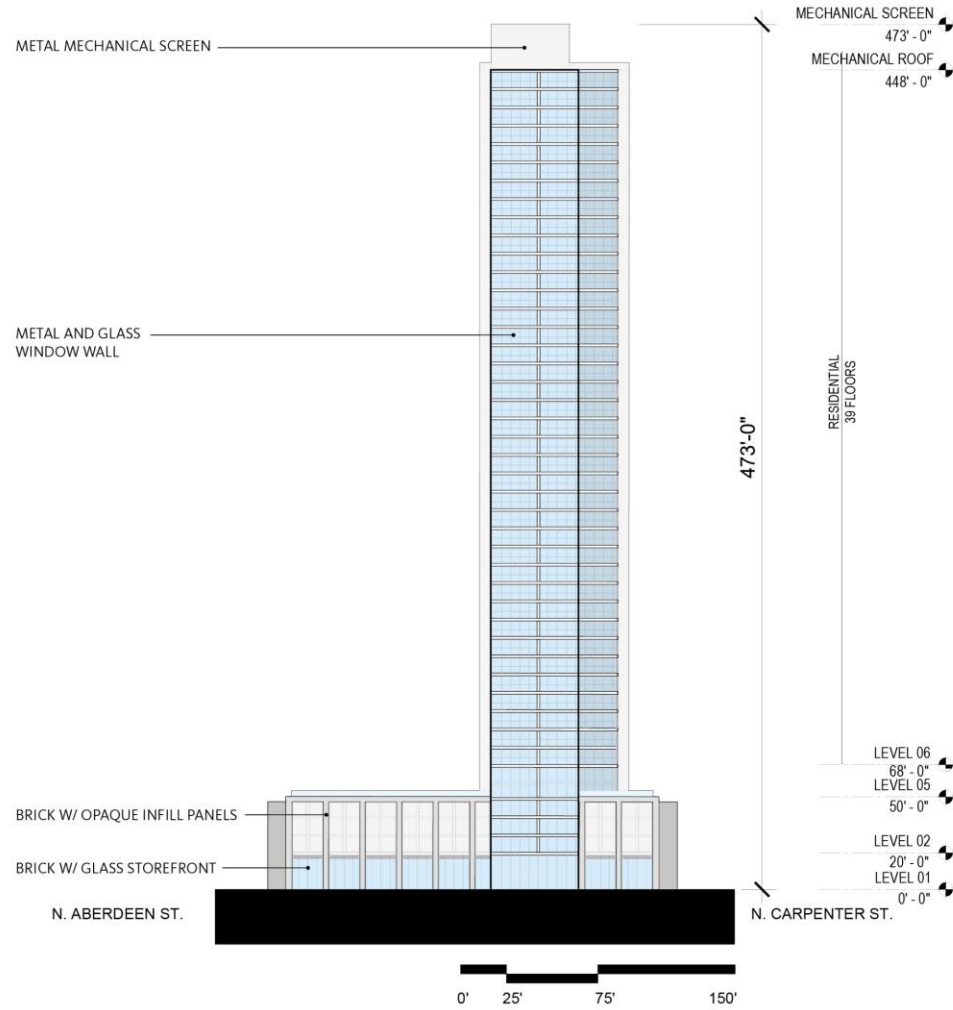 MECHANICAL SCREEN
473' - 0"
METAL MECHANICAL SCREEN
MECHANICAL ROOF
448' - 0"
METAL AND GLASS
WINDOW WALL
RESIDENTIAL
39 FLOORS
473'-0"
LEVEL 06
68' - 0"
LEVEL 05
50' - 0"
BRICK W/ OPAQUE INFILL PANELS
LEVEL 02
20' - 0"
BRICK W/ GLASS STOREFRONT
LEVEL 01
0' - 0"
N. ABERDEEN ST.
N. CARPENTER ST.
0' 25' 75' 150'